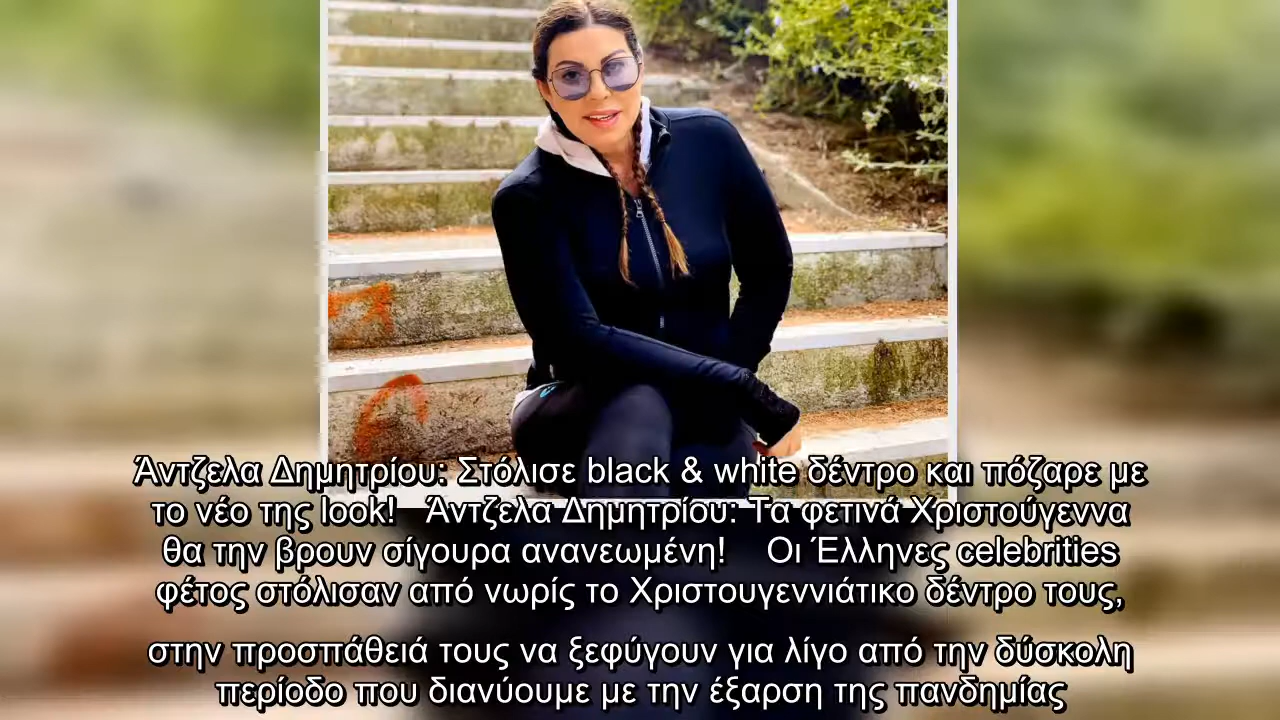 Άντζελα Δημητρίου: Στόλισε black & white δέντρο και πόζαρε με
το νέο της look! Άντζελα Δημητρίου: Τα φετινά Χριστούγεννα
θα την βρουν σίγουρα ανανεωμένη! Οι Έλληνες celebrities
φέτος στόλισαν από νωρίς το Χριστουγεννιάτικο δέντρο τους,
στην προσπάθειά τους να ξεφύγουν για λίγο από την δύσκολη
περίοδο που διανύουμε με την έξαρση της πανδημίας